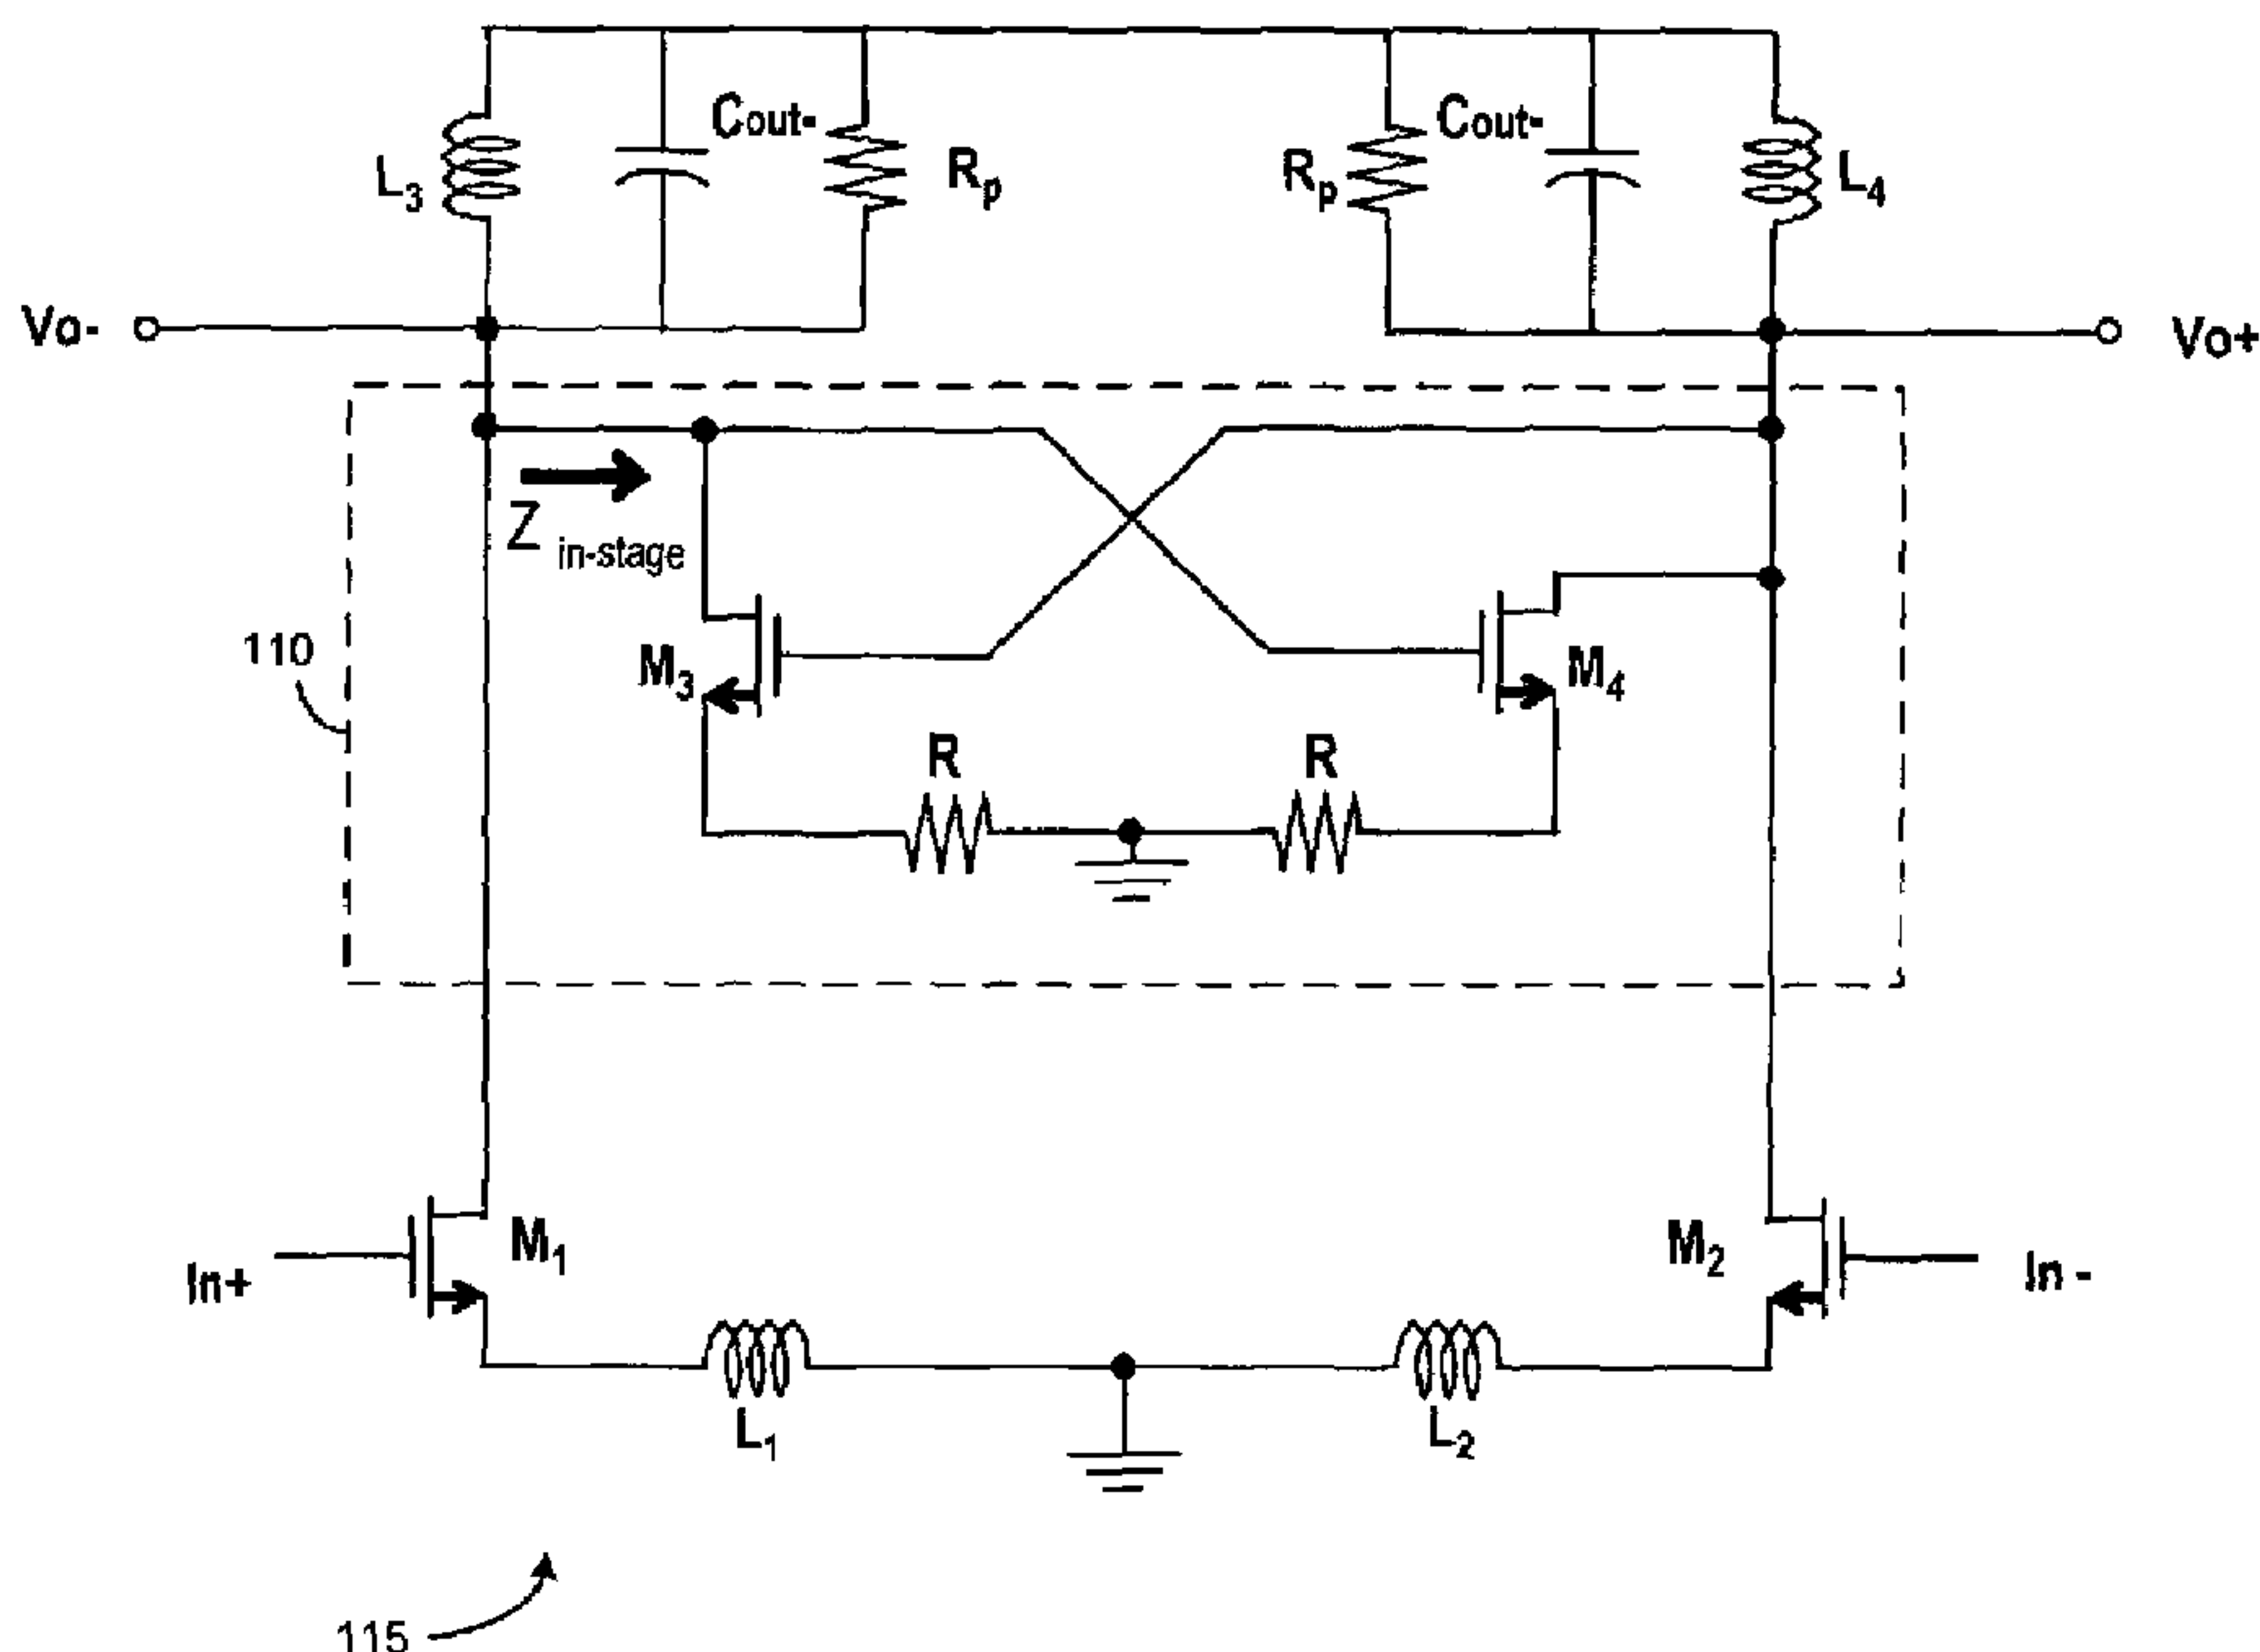 Cout-
Cout-
L3
Rp
Rp
L4
Vo-
Vo+
Z in-stage
110
M3
M4
R
R
In+
M1
M2
In -
L1
L2
115